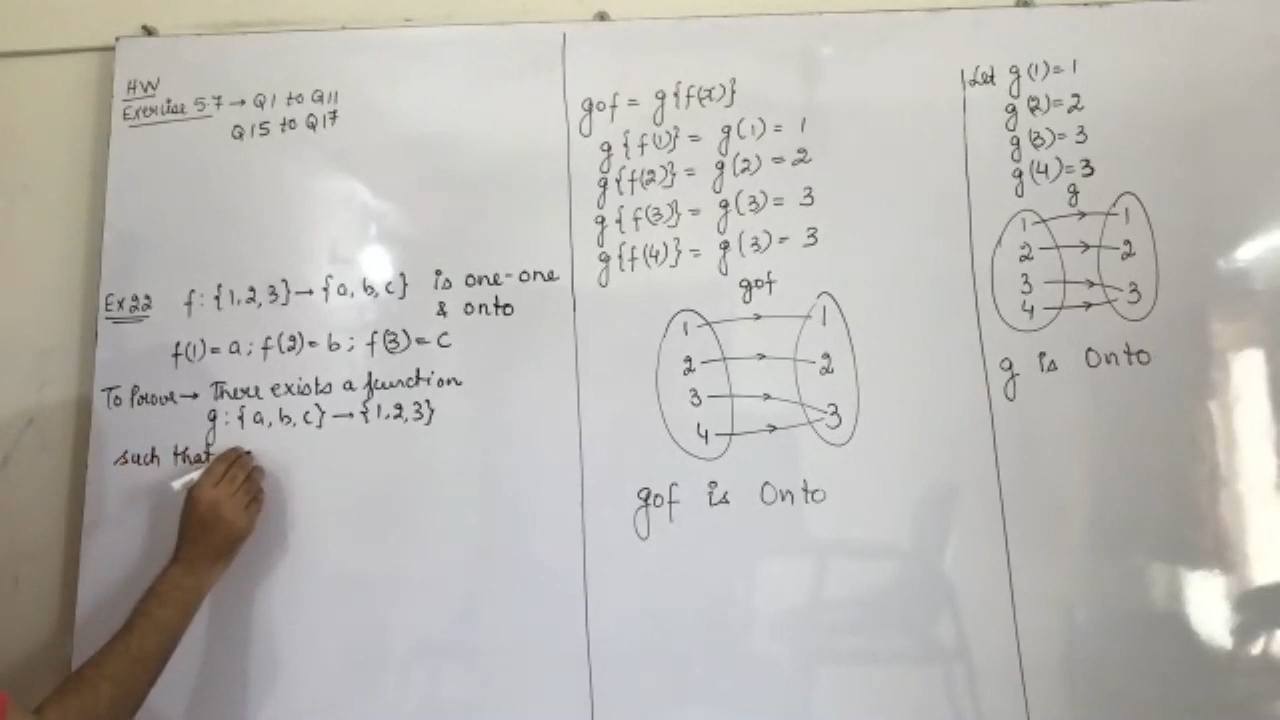 HW
Exercise 5.7 → Q1 to Q11
Q15 to Q17
Ex 22 f : {1, 2, 3} → {a, b, c} is one-one
& onto
f(1) = a ; f(2) = b ; f(3) = c
To Prove → There exists a function
g : {a, b, c} → {1, 2, 3}
such that
gof = g{f(x)}
g{f(1)} = g(1) = 1
g{f(2)} = g(2) = 2
g{f(3)} = g(3) = 3
g{f(4)} = g(3) = 3
gof
1 1
2 2
3 3
4
gof is Onto
Let g(1) = 1
g(2) = 2
g(3) = 3
g(4) = 3
g
1 1
2 2
3 3
4
g is Onto